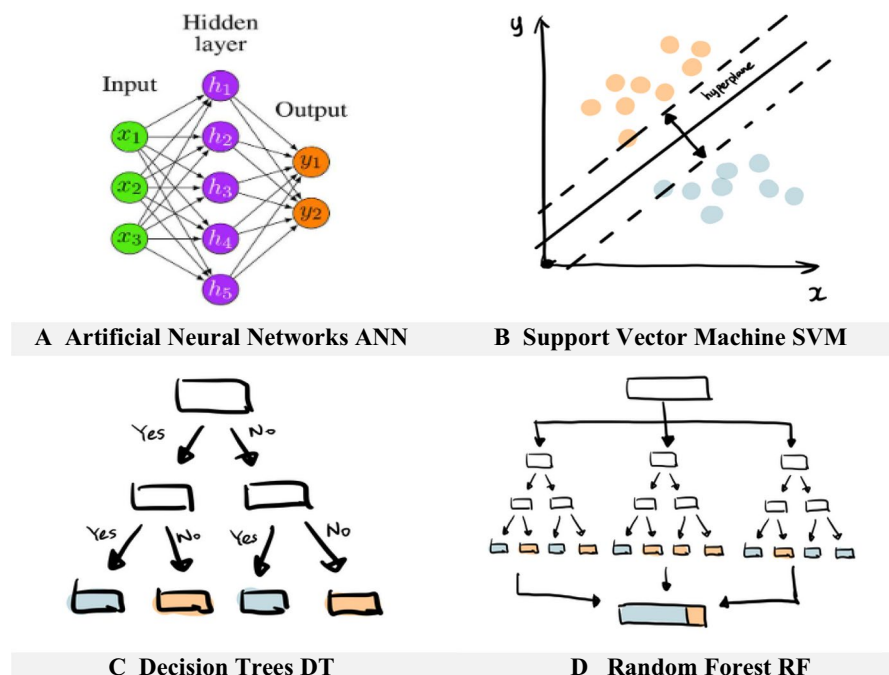 Hidden
layer
Input
Output
x₁
x₂
x₃
h₁
h₂
h₃
h₄
h₅
y₁
y₂
A Artificial Neural Networks ANN
y
hyperplane
x
B Support Vector Machine SVM
Yes No
Yes No Yes No
C Decision Trees DT
D Random Forest RF